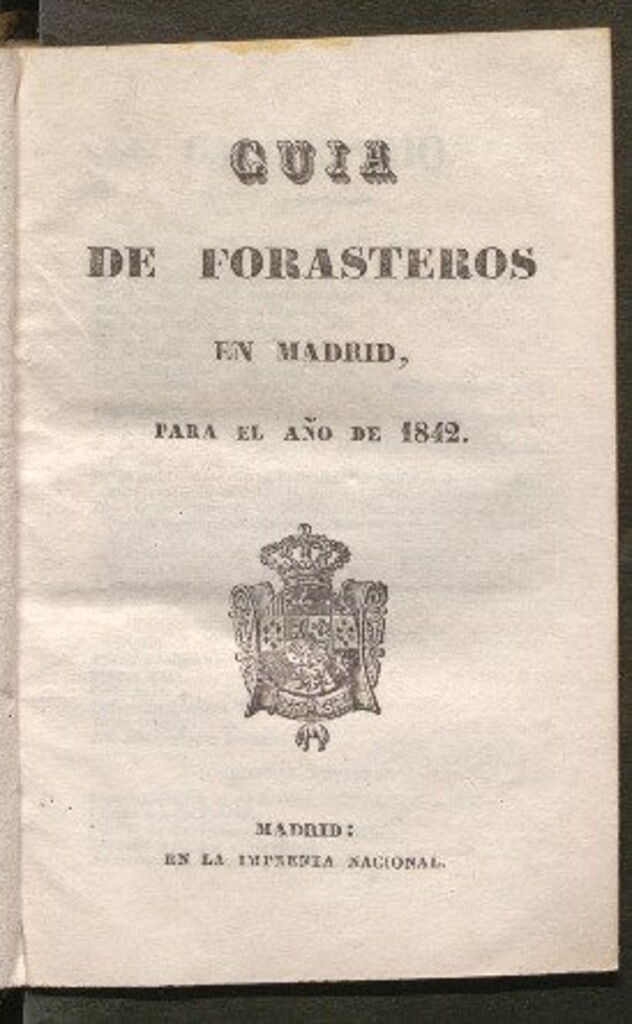 GUIA
DE FORASTEROS
EN MADRID,
PARA EL AÑO DE 1842.
MADRID:
EN LA IMPRENTA NACIONAL.